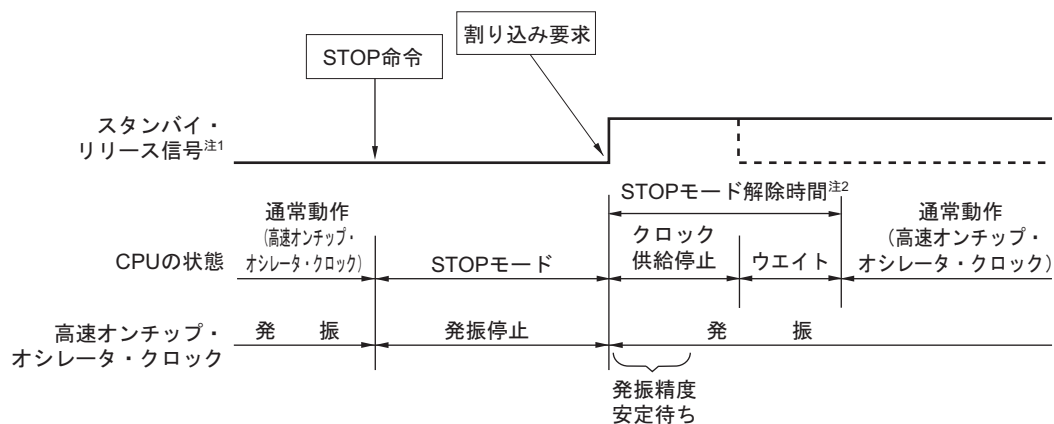 割り込み要求
STOP命令
スタンバイ・
リリース信号注1
STOPモード解除時間注2
通常動作
(高速オンチップ・
オシレータ・クロック)
クロック
供給停止
通常動作
(高速オンチップ・
オシレータ・クロック)
CPUの状態
STOPモード
ウエイト
高速オンチップ・
オシレータ・クロック
発 振
発振停止
発 振
発振精度
安定待ち